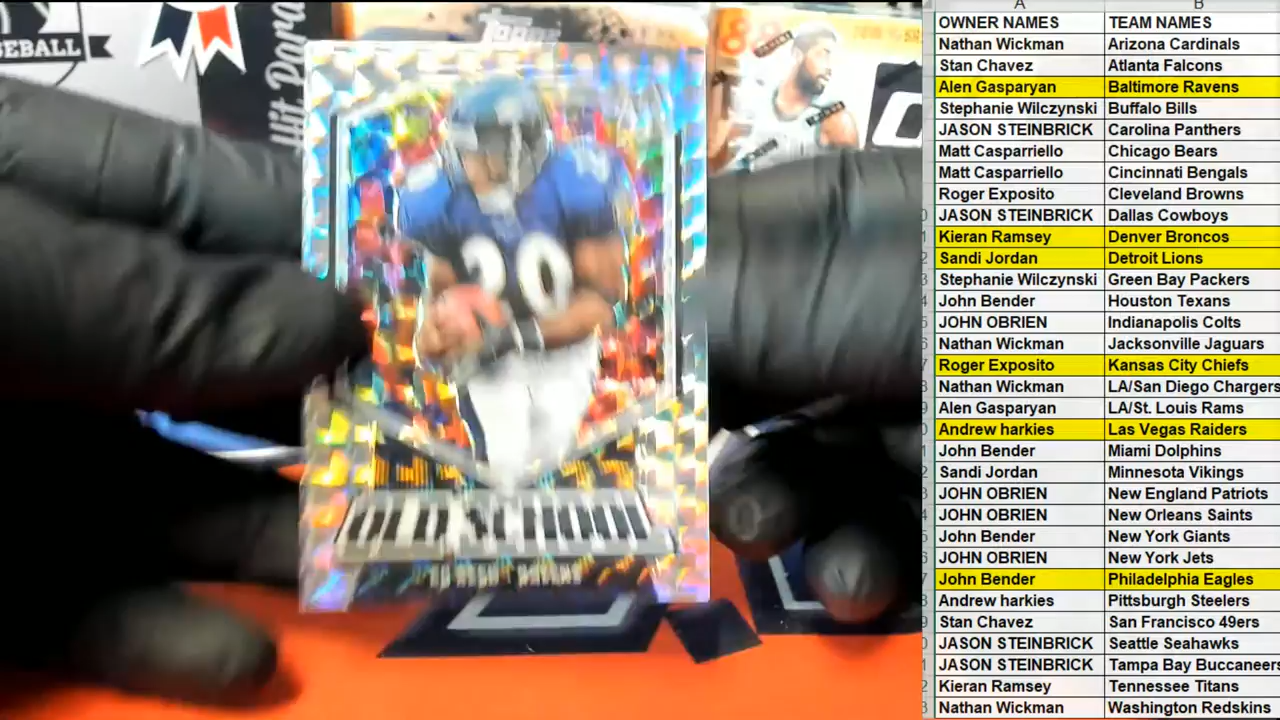 A B
OWNER NAMES TEAM NAMES
Nathan Wickman Arizona Cardinals
Stan Chavez Atlanta Falcons
Alen Gasparyan Baltimore Ravens
Stephanie Wilczynski Buffalo Bills
JASON STEINBRICK Carolina Panthers
Matt Casparriello Chicago Bears
Matt Casparriello Cincinnati Bengals
Roger Exposito Cleveland Browns
JASON STEINBRICK Dallas Cowboys
Kieran Ramsey Denver Broncos
Sandi Jordan Detroit Lions
Stephanie Wilczynski Green Bay Packers
John Bender Houston Texans
JOHN OBRIEN Indianapolis Colts
Nathan Wickman Jacksonville Jaguars
Roger Exposito Kansas City Chiefs
Nathan Wickman LA/San Diego Chargers
Alen Gasparyan LA/St. Louis Rams
Andrew harkies Las Vegas Raiders
John Bender Miami Dolphins
Sandi Jordan Minnesota Vikings
JOHN OBRIEN New England Patriots
JOHN OBRIEN New Orleans Saints
John Bender New York Giants
JOHN OBRIEN New York Jets
John Bender Philadelphia Eagles
Andrew harkies Pittsburgh Steelers
Stan Chavez San Francisco 49ers
JASON STEINBRICK Seattle Seahawks
JASON STEINBRICK Tampa Bay Buccaneers
Kieran Ramsey Tennessee Titans
Nathan Wickman Washington Redskins
SEBALL
Hit Para
Topps